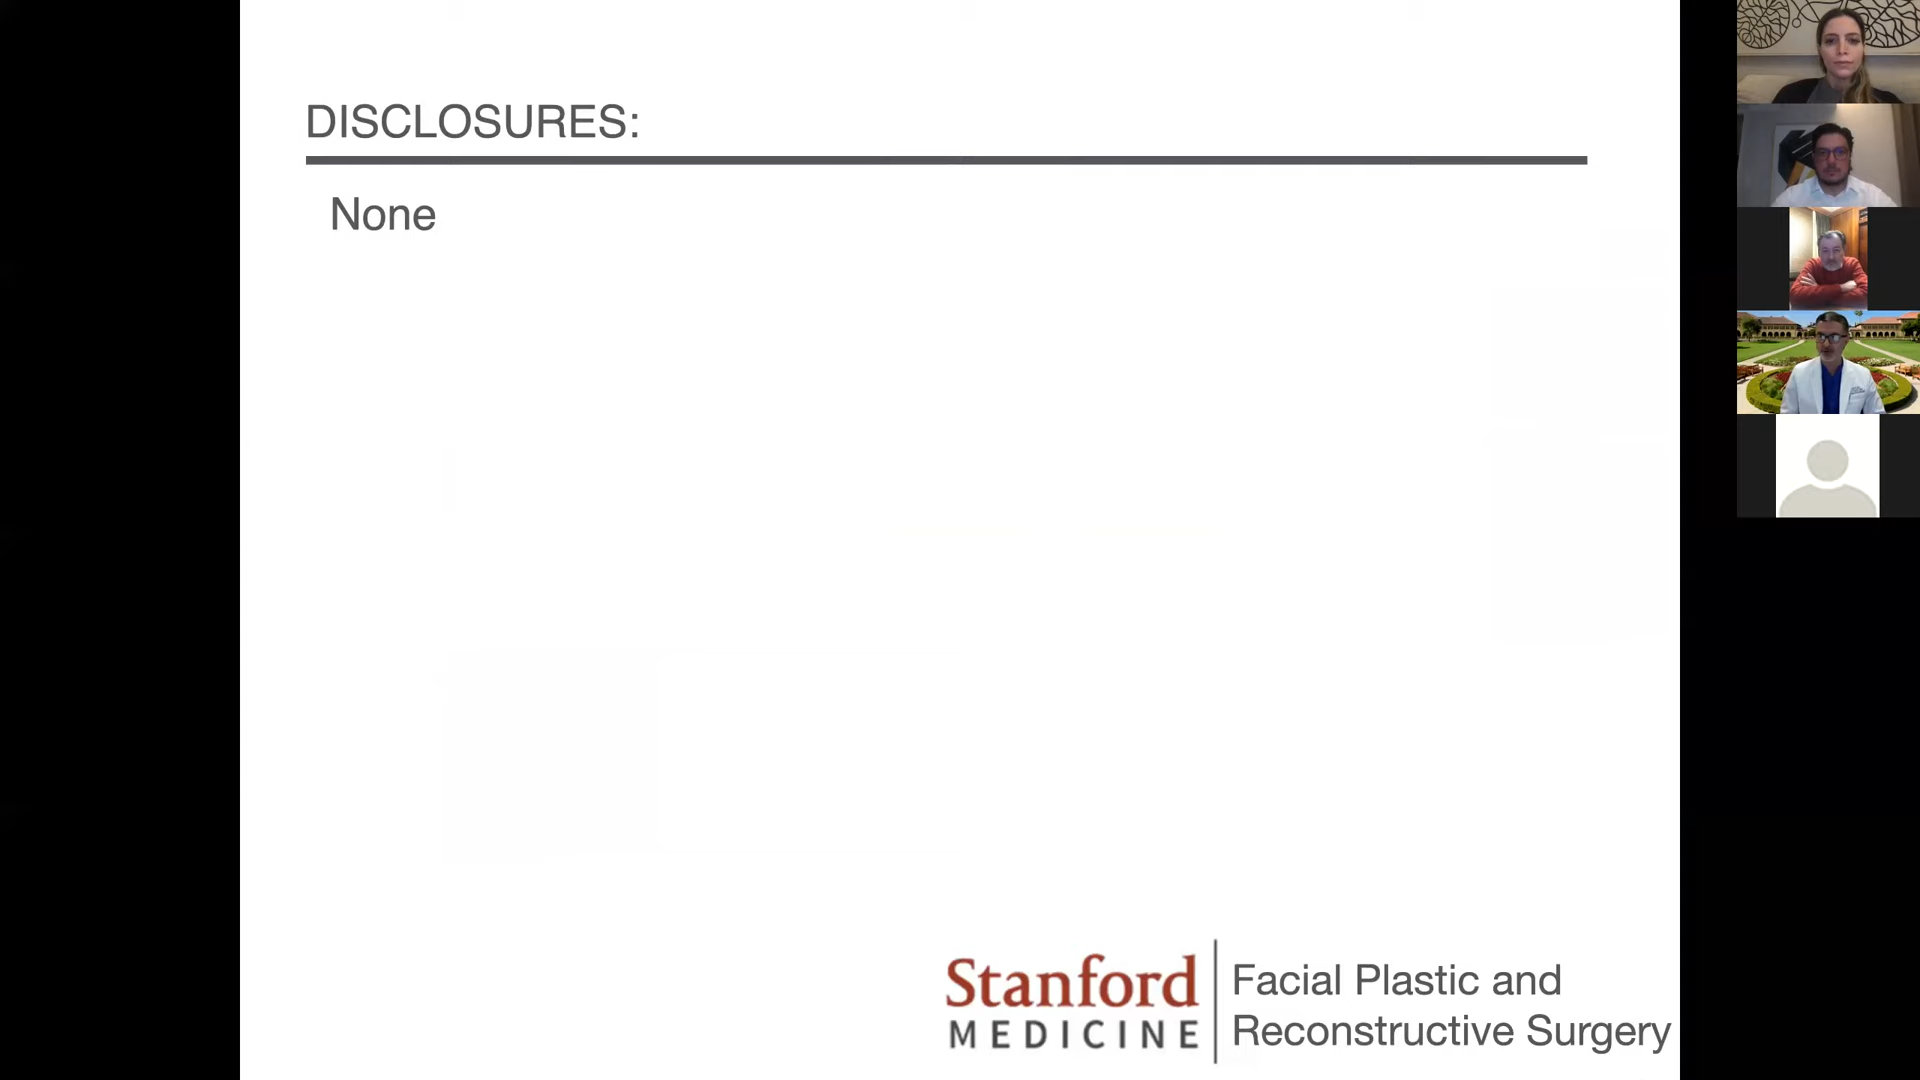 DISCLOSURES:
None
Stanford
MEDICINE
Facial Plastic and
Reconstructive Surgery